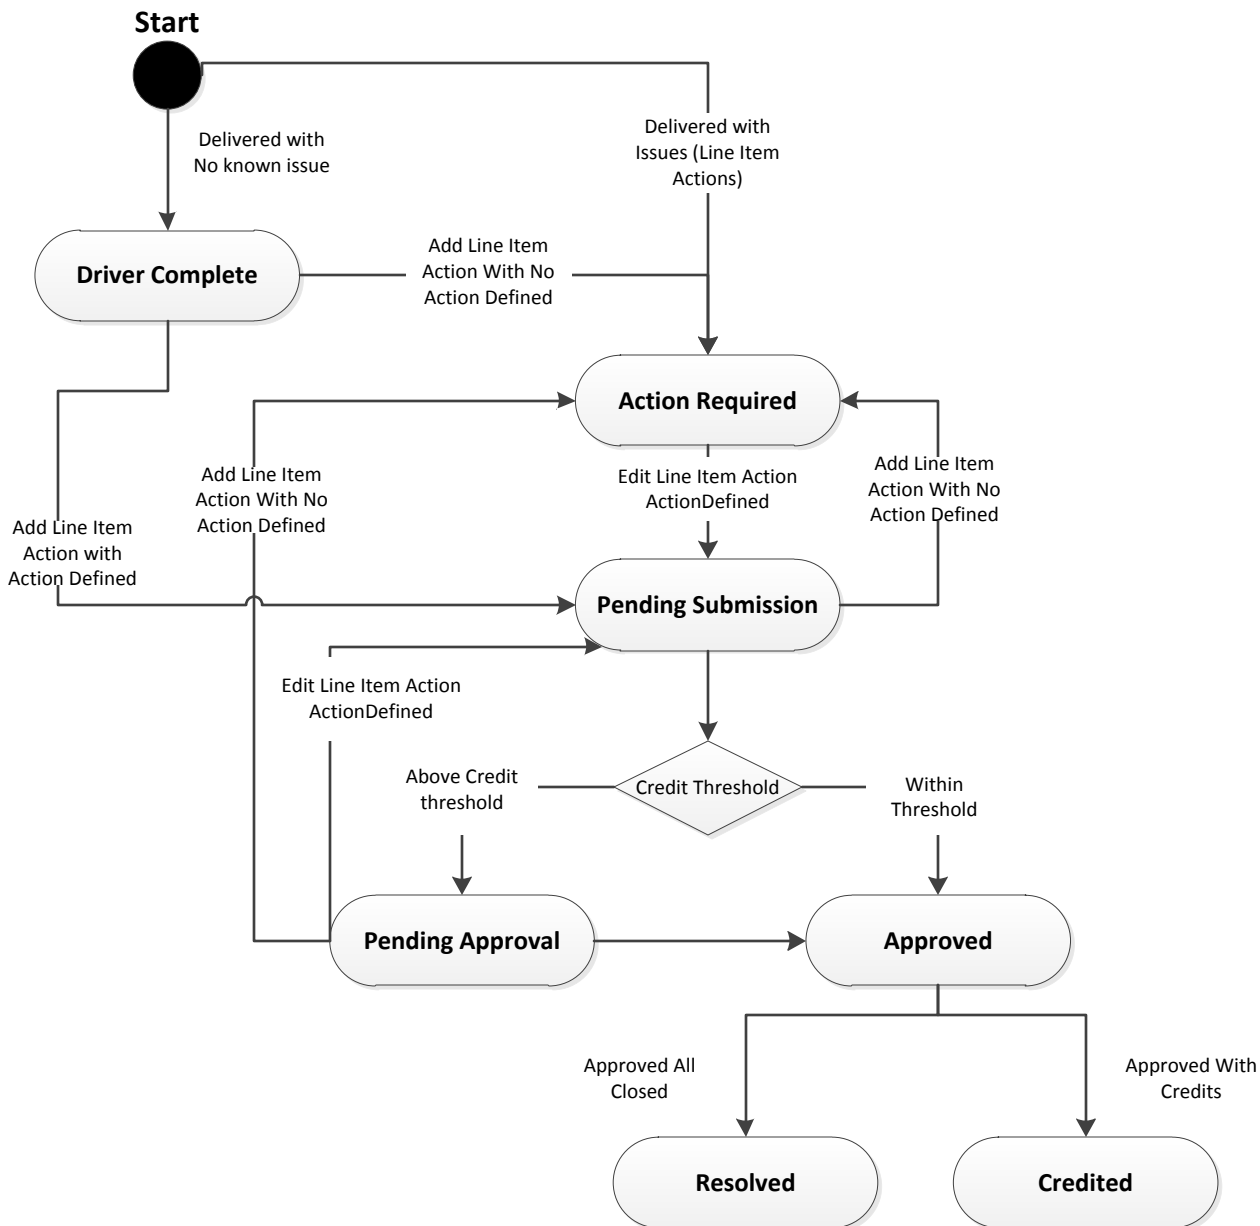 Start
Delivered with
No known issue
Delivered with
Issues (Line Item
Actions)
Driver Complete
Add Line Item
Action With No
Action Defined
Action Required
Add Line Item
Action With No
Action Defined
Edit Line Item Action
ActionDefined
Add Line Item
Action With No
Action Defined
Add Line Item
Action with
Action Defined
Pending Submission
Edit Line Item Action
ActionDefined
Above Credit
threshold
Credit Threshold
Within
Threshold
Pending Approval
Approved
Approved All
Closed
Approved With
Credits
Resolved
Credited